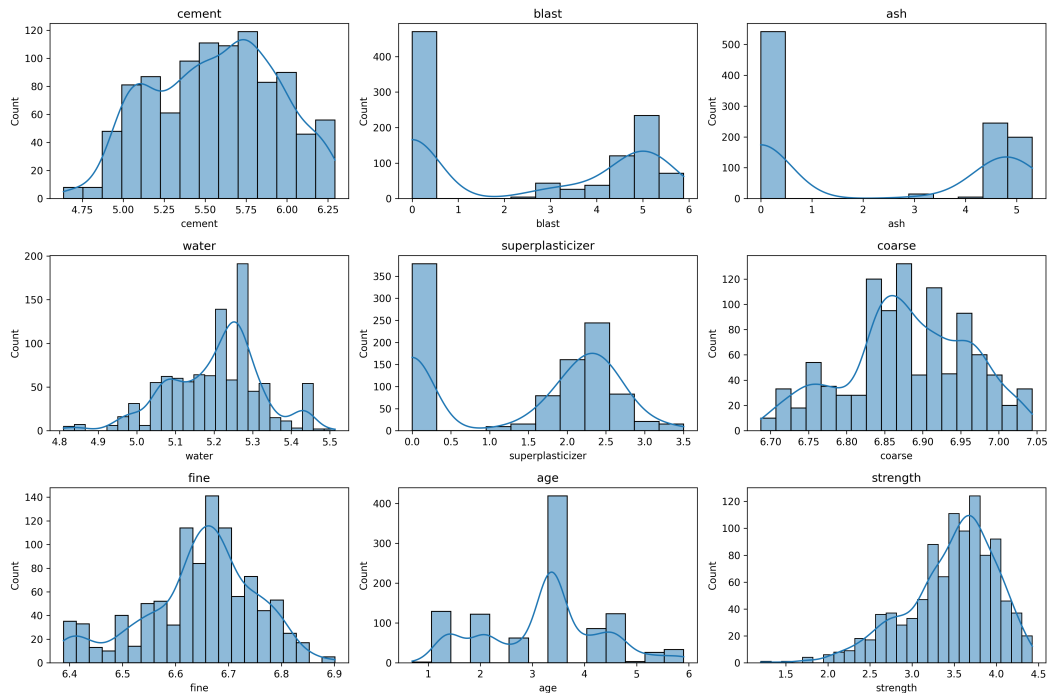 cement
blast
ash
Count
0
20
40
60
80
100
120
4.75 5.00 5.25 5.50 5.75 6.00 6.25
cement
Count
0
100
200
300
400
0 1 2 3 4 5 6
blast
Count
0
100
200
300
400
500
0 1 2 3 4 5
ash
water
superplasticizer
coarse
Count
0
50
100
150
200
4.8 4.9 5.0 5.1 5.2 5.3 5.4 5.5
water
Count
0
50
100
150
200
250
300
350
0.0 0.5 1.0 1.5 2.0 2.5 3.0 3.5
superplasticizer
Count
0
20
40
60
80
100
120
6.70 6.75 6.80 6.85 6.90 6.95 7.00 7.05
coarse
fine
age
strength
Count
0
20
40
60
80
100
120
140
6.4 6.5 6.6 6.7 6.8 6.9
fine
Count
0
100
200
300
400
1 2 3 4 5 6
age
Count
0
20
40
60
80
100
120
1.5 2.0 2.5 3.0 3.5 4.0 4.5
strength